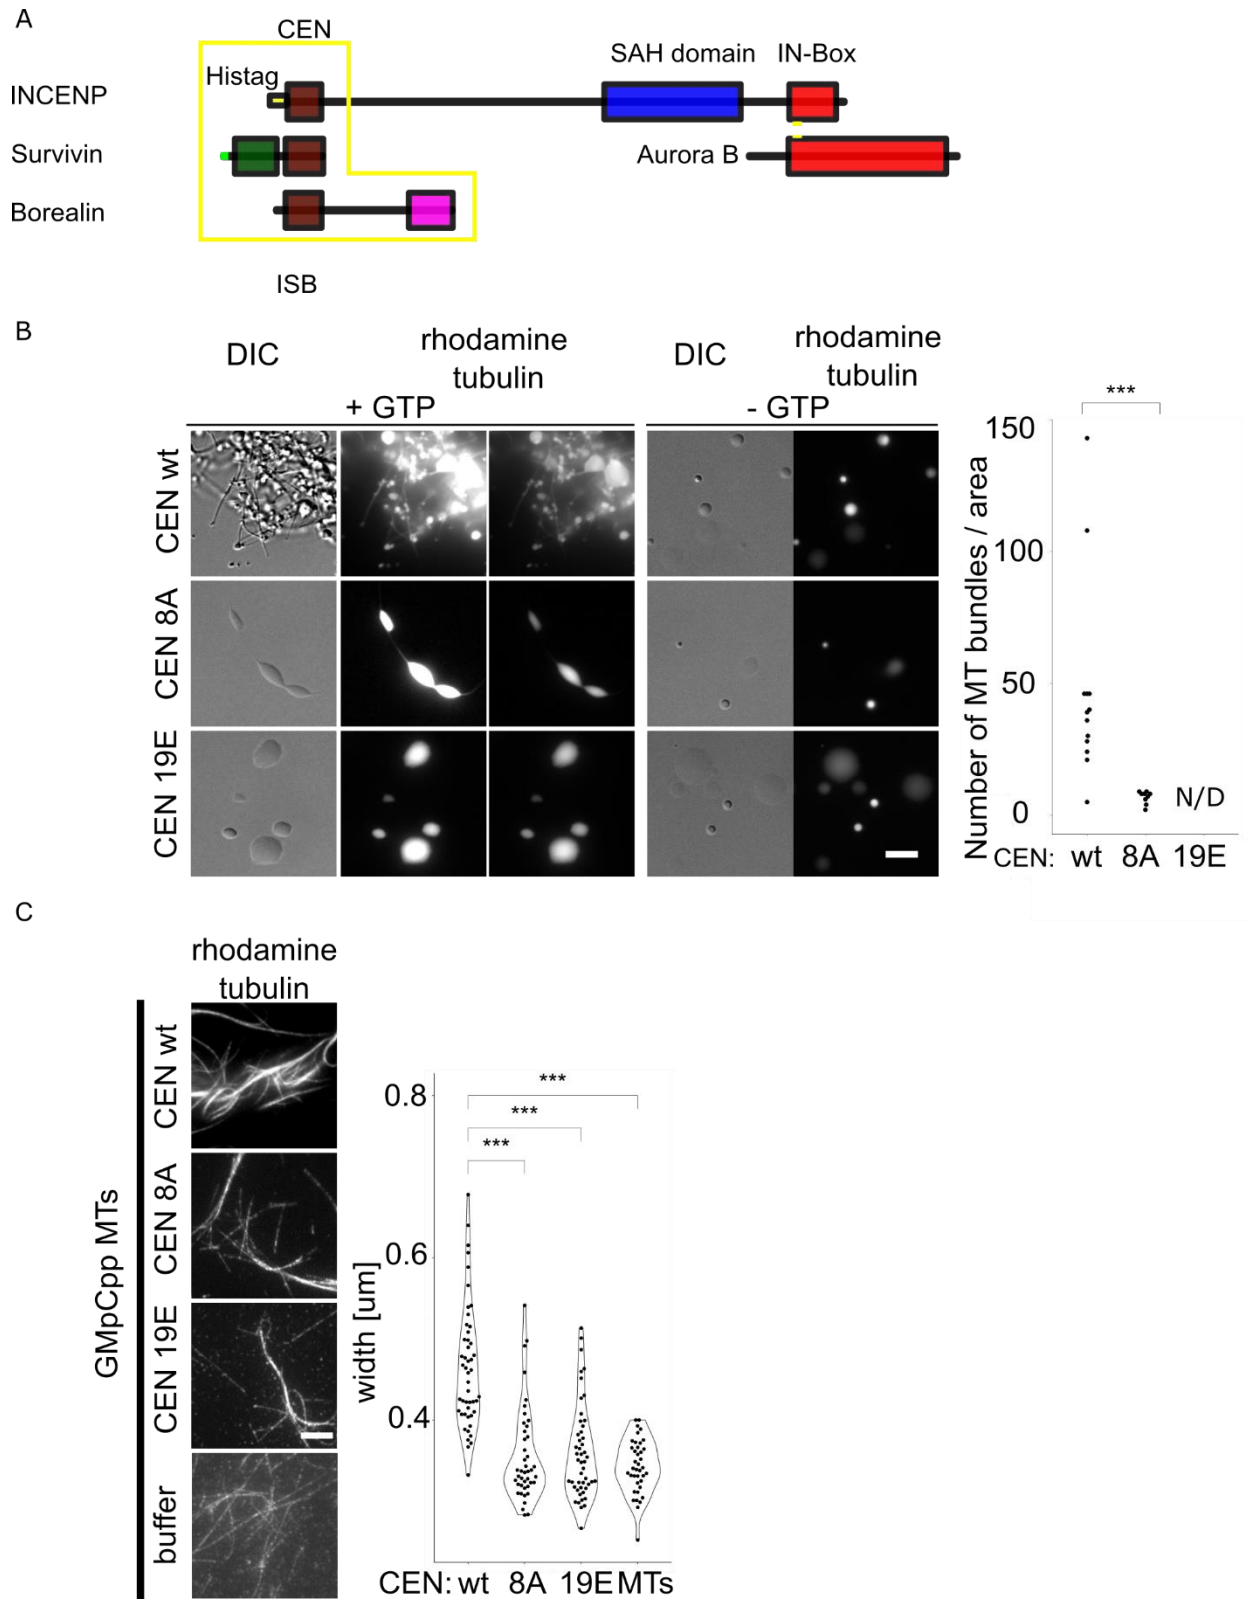 A
CEN
SAH domain
IN-Box
Histag
INCENP
Survivin
Aurora B
Borealin
ISB
B
DIC
rhodamine
tubulin
DIC
rhodamine
tubulin
+ GTP
- GTP
***
CEN wt
CEN 8A
CEN 19E
Number of MT bundles / area
150
100
50
0
N/D
CEN: wt 8A 19E
C
rhodamine
tubulin
GMpCpp MTs
CEN wt
CEN 8A
CEN 19E
buffer
width [um]
0.8
0.6
0.4
***
***
***
CEN: wt 8A 19E MTs